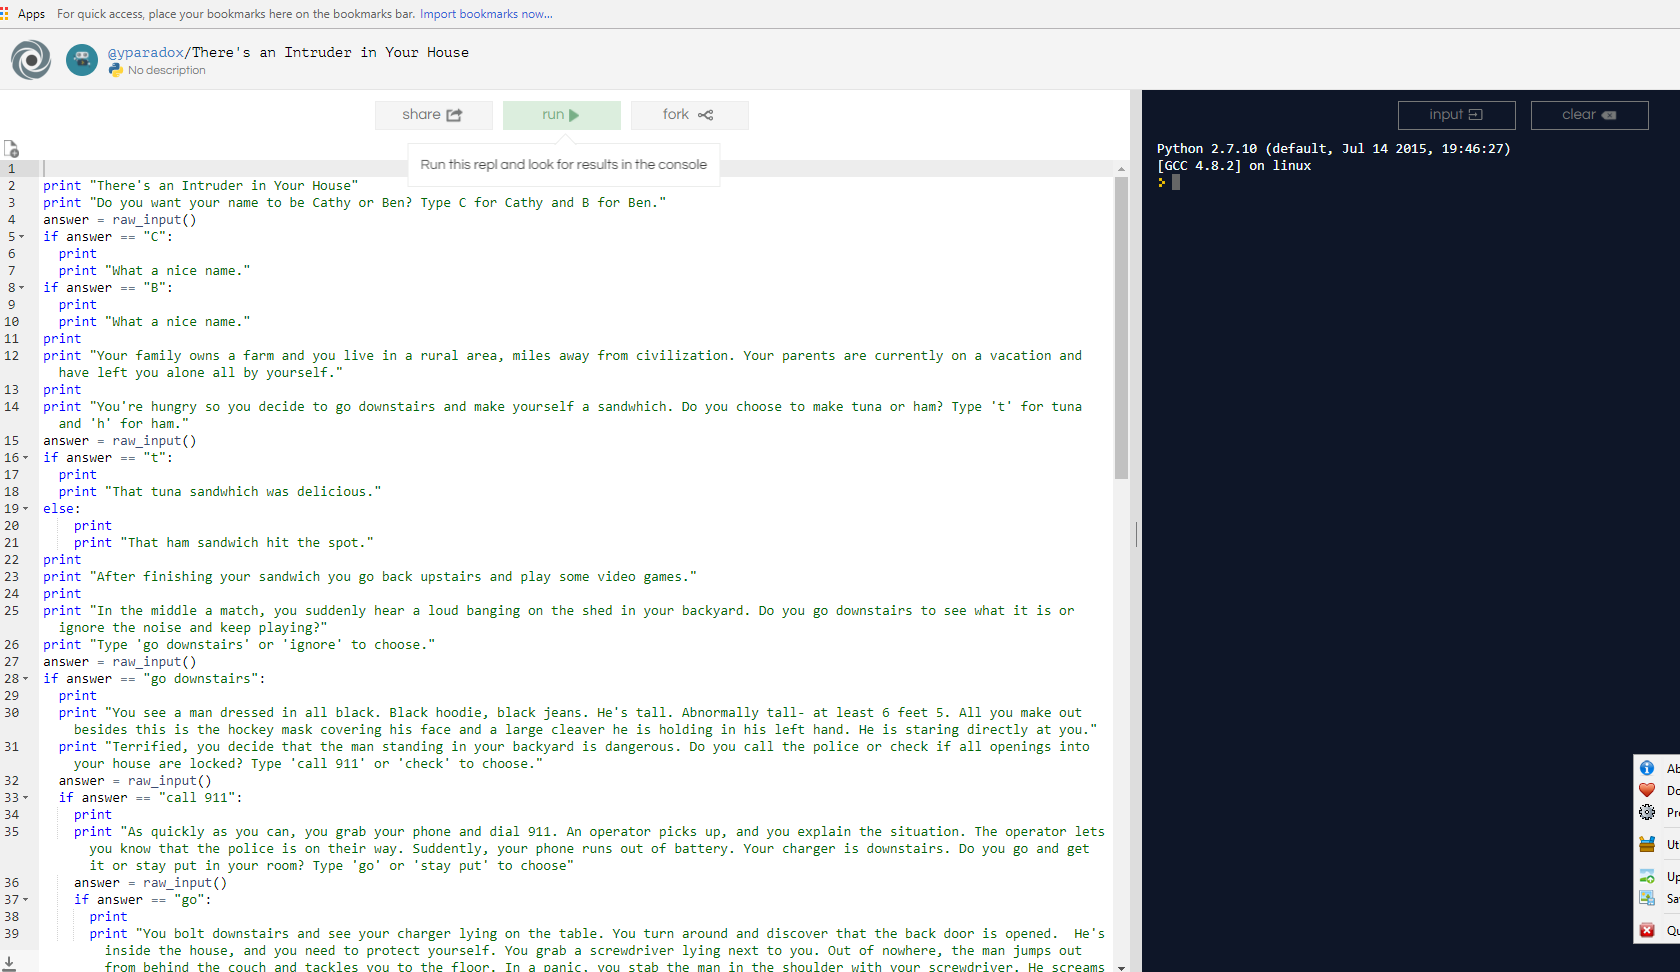 Apps For quick access, place your bookmarks here on the bookmarks bar. Import bookmarks now...
@yparadox/There's an Intruder in Your House
No description
share run fork
input clear
Run this repl and look for results in the console
Python 2.7.10 (default, Jul 14 2015, 19:46:27)
[GCC 4.8.2] on linux
1
2 print "There's an Intruder in Your House"
3 print "Do you want your name to be Cathy or Ben? Type C for Cathy and B for Ben."
4 answer = raw_input()
5 if answer == "C":
6 print
7 print "What a nice name."
8 if answer == "B":
9 print
10 print "What a nice name."
11 print
12 print "Your family owns a farm and you live in a rural area, miles away from civilization. Your parents are currently on a vacation and
have left you alone all by yourself."
13 print
14 print "You're hungry so you decide to go downstairs and make yourself a sandwhich. Do you choose to make tuna or ham? Type 't' for tuna
and 'h' for ham."
15 answer = raw_input()
16 if answer == "t":
17 print
18 print "That tuna sandwhich was delicious."
19 else:
20 print
21 print "That ham sandwich hit the spot."
22 print
23 print "After finishing your sandwich you go back upstairs and play some video games."
24 print
25 print "In the middle a match, you suddenly hear a loud banging on the shed in your backyard. Do you go downstairs to see what it is or
ignore the noise and keep playing?"
26 print "Type 'go downstairs' or 'ignore' to choose."
27 answer = raw_input()
28 if answer == "go downstairs":
29 print
30 print "You see a man dressed in all black. Black hoodie, black jeans. He's tall. Abnormally tall- at least 6 feet 5. All you make out
besides this is the hockey mask covering his face and a large cleaver he is holding in his left hand. He is staring directly at you."
31 print "Terrified, you decide that the man standing in your backyard is dangerous. Do you call the police or check if all openings into
your house are locked? Type 'call 911' or 'check' to choose."
32 answer = raw_input()
33 if answer == "call 911":
34 print
35 print "As quickly as you can, you grab your phone and dial 911. An operator picks up, and you explain the situation. The operator lets
you know that the police is on their way. Suddently, your phone runs out of battery. Your charger is downstairs. Do you go and get
it or stay put in your room? Type 'go' or 'stay put' to choose"
36 answer = raw_input()
37 if answer == "go":
38 print
39 print "You bolt downstairs and see your charger lying on the table. You turn around and discover that the back door is opened. He's
inside the house, and you need to protect yourself. You grab a screwdriver lying next to you. Out of nowhere, the man jumps out
from behind the couch and tackles you to the floor. In a panic, you stab the man in the shoulder with your screwdriver. He screams
Ab
Do
Pr
Ut
Up
Sa
Qu